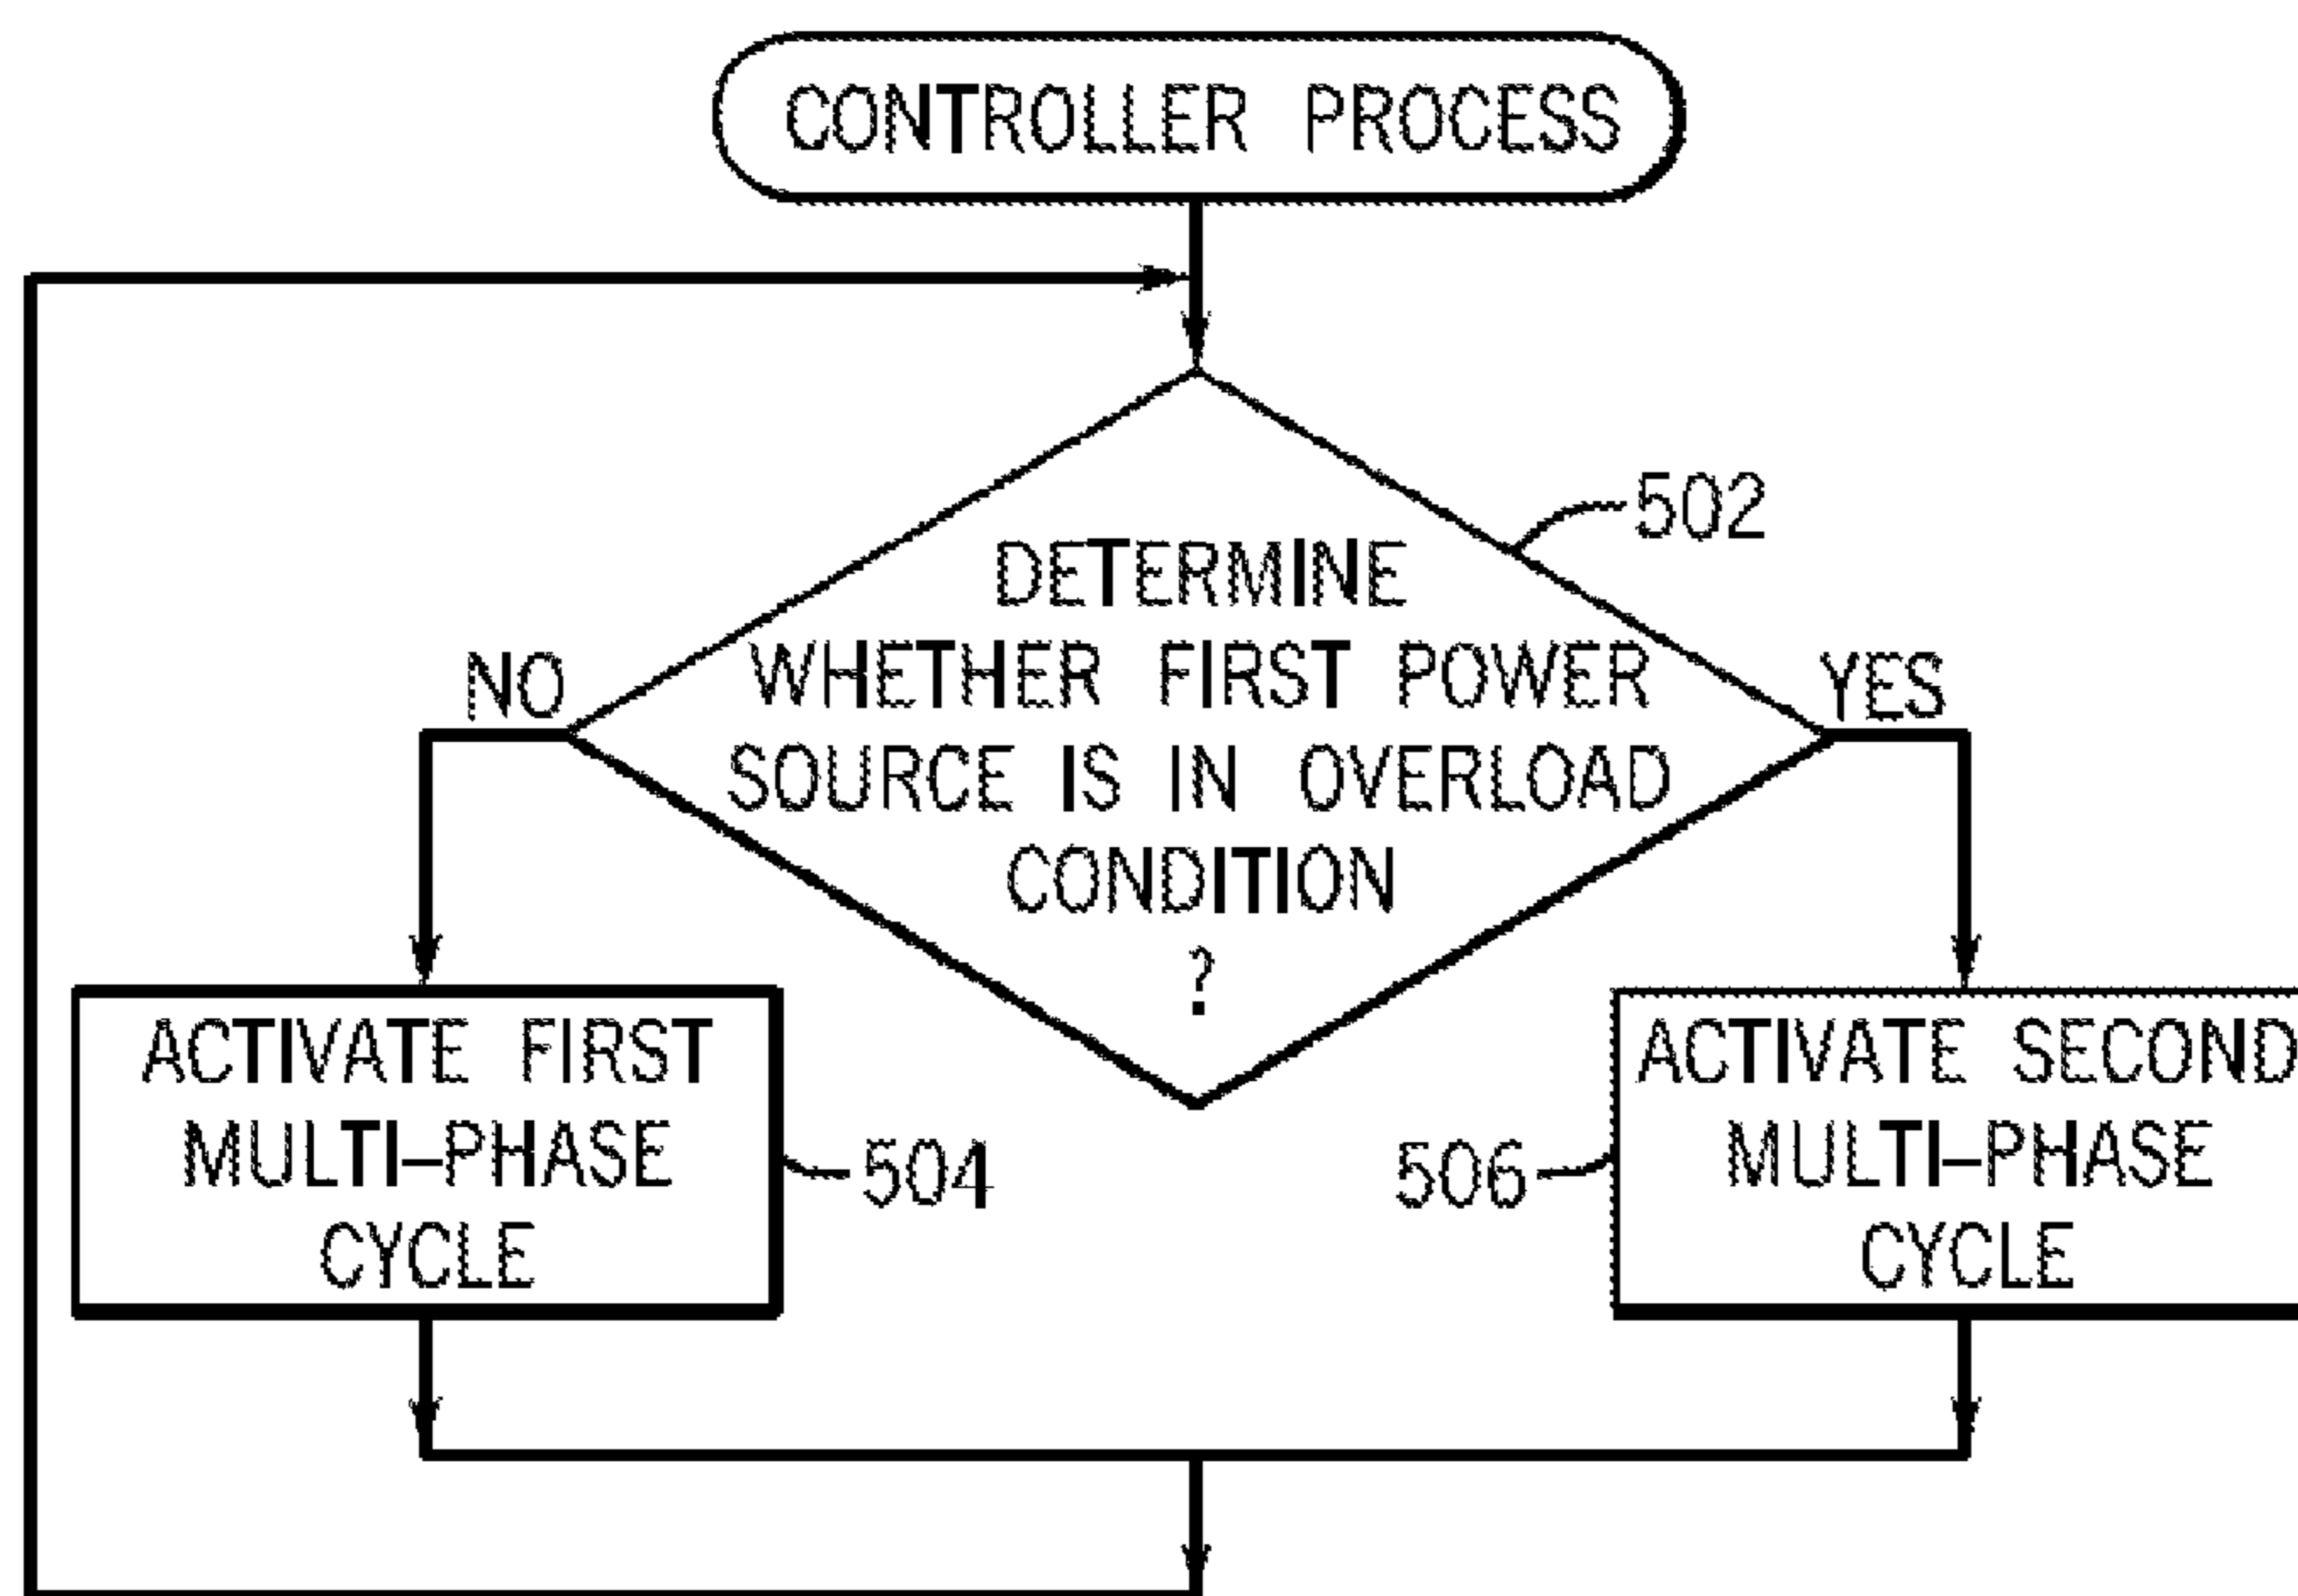 CONTROLLER PROCESS
502
DETERMINE
WHETHER FIRST POWER
SOURCE IS IN OVERLOAD
CONDITION
?
NO
YES
ACTIVATE FIRST
MULTI–PHASE
CYCLE
504
506
ACTIVATE SECOND
MULTI–PHASE
CYCLE